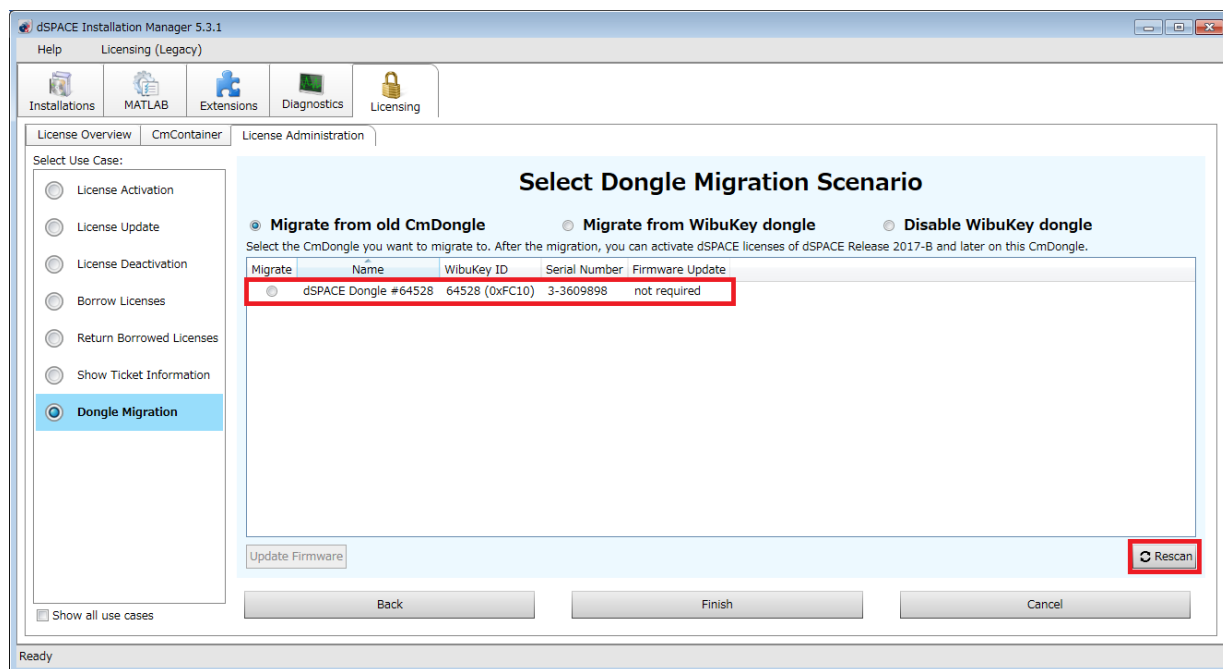 dSPACE Installation Manager 5.3.1
Help Licensing (Legacy)
Installations MATLAB Extensions Diagnostics Licensing
License Overview CmContainer License Administration
Select Use Case:
License Activation
License Update
License Deactivation
Borrow Licenses
Return Borrowed Licenses
Show Ticket Information
Dongle Migration
Show all use cases
Select Dongle Migration Scenario
Migrate from old CmDongle Migrate from WibuKey dongle Disable WibuKey dongle
Select the CmDongle you want to migrate to. After the migration, you can activate dSPACE licenses of dSPACE Release 2017-B and later on this CmDongle.
Migrate Name WibuKey ID Serial Number Firmware Update
dSPACE Dongle #64528 64528 (0xFC10) 3-3609898 not required
Update Firmware Rescan
Back Finish Cancel
Ready